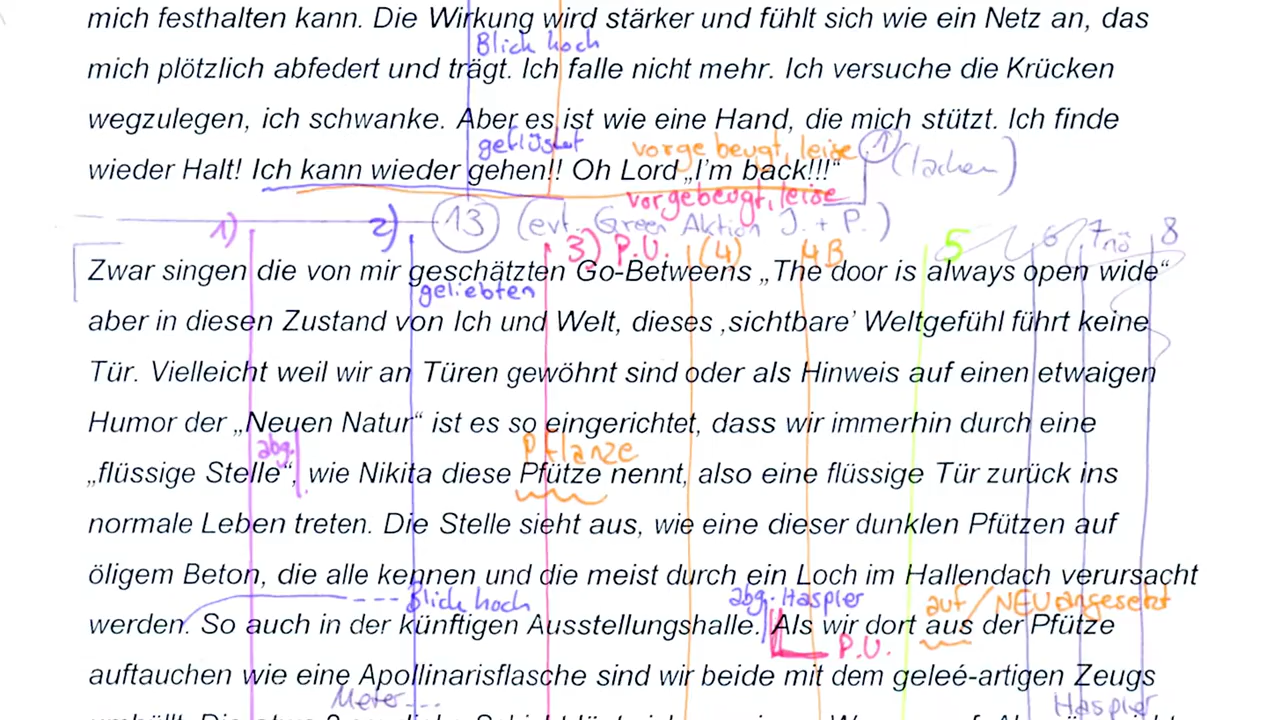 mich festhalten kann. Die Wirkung wird stärker und fühlt sich wie ein Netz an, das
Blick hoch
mich plötzlich abfedert und trägt. Ich falle nicht mehr. Ich versuche die Krücken
wegzulegen, ich schwanke. Aber es ist wie eine Hand, die mich stützt. Ich finde
geflüstert vorgebeugt, leise 1 (lachen)
wieder Halt! Ich kann wieder gehen!! Oh Lord „I’m back!!!“
vorgebeugt, leise
13 (evt. Green Aktion J. + P.)
1) 2) 3) P.U. (4) 4B 5 6 7 nö 8
Zwar singen die von mir geschätzten Go-Betweens „The door is always open wide“
geliebten
aber in diesen Zustand von Ich und Welt, dieses ‚sichtbare’ Weltgefühl führt keine
Tür. Vielleicht weil wir an Türen gewöhnt sind oder als Hinweis auf einen etwaigen
Humor der „Neuen Natur“ ist es so eingerichtet, dass wir immerhin durch eine
abg. Pflanze
„flüssige Stelle“, wie Nikita diese Pfütze nennt, also eine flüssige Tür zurück ins
normale Leben treten. Die Stelle sieht aus, wie eine dieser dunklen Pfützen auf
öligem Beton, die alle kennen und die meist durch ein Loch im Hallendach verursacht
Blick hoch abg. Haspler auf / NEU angesetzt
werden. So auch in der künftigen Ausstellungshalle. Als wir dort aus der Pfütze
P.U.
auftauchen wie eine Apollinarisflasche sind wir beide mit dem geleé-artigen Zeugs
Meter... Haspler